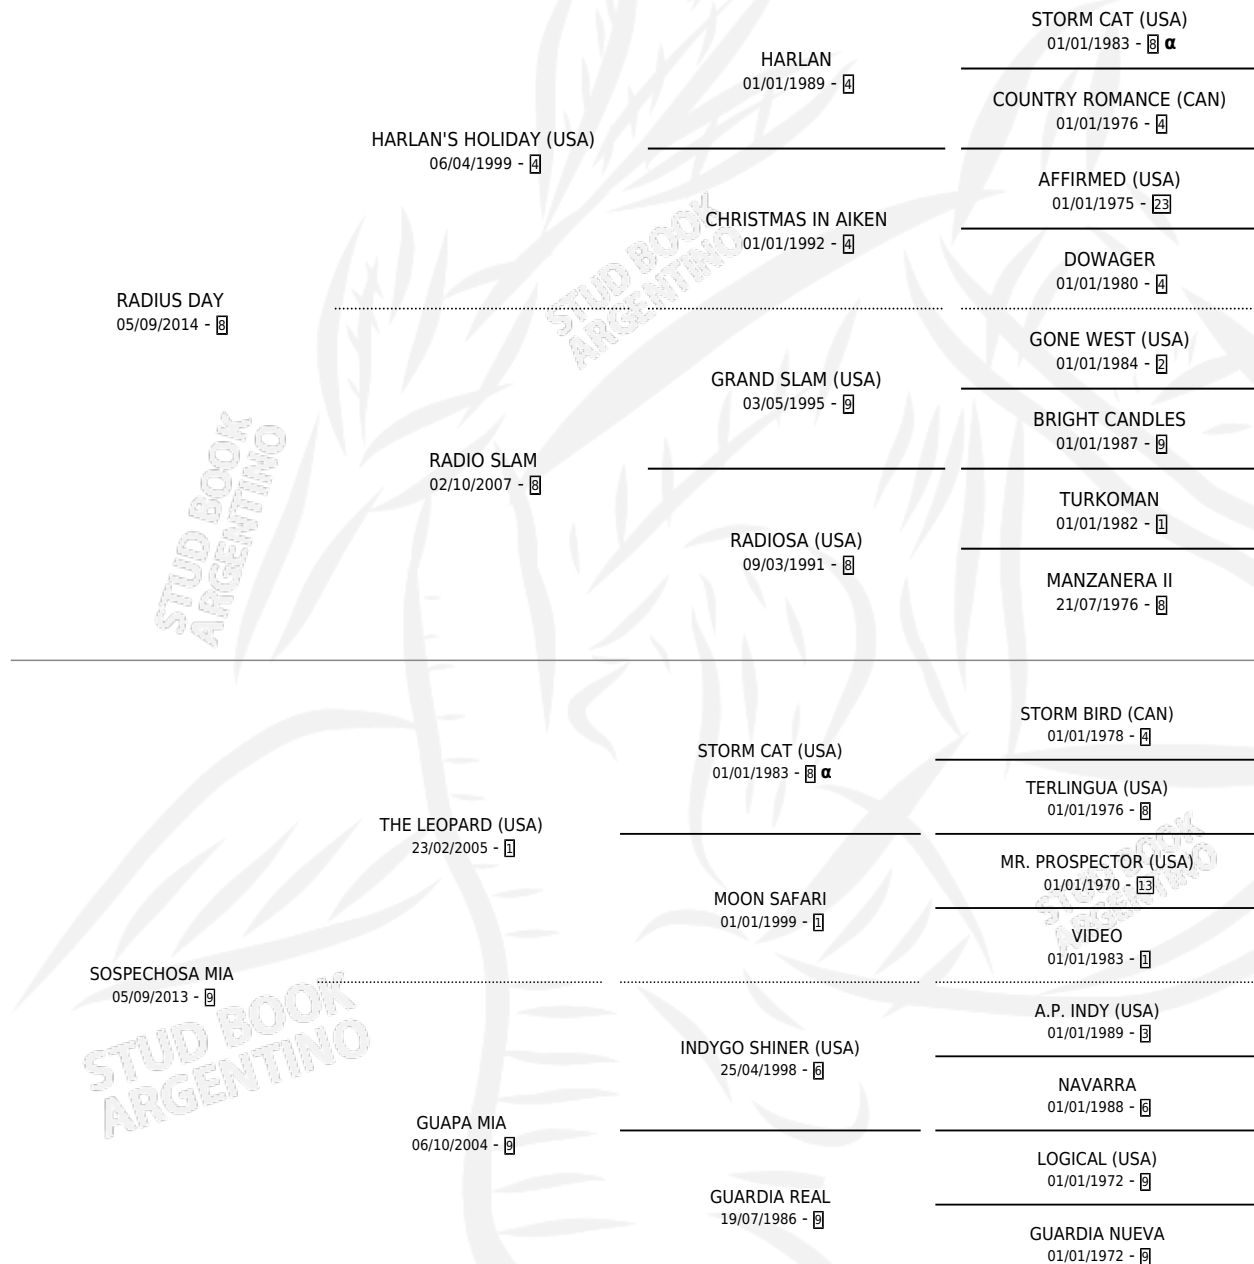 STORM CAT (USA)
01/01/1983 - 8 α
HARLAN
01/01/1989 - 4
COUNTRY ROMANCE (CAN)
01/01/1976 - 4
HARLAN'S HOLIDAY (USA)
06/04/1999 - 4
AFFIRMED (USA)
01/01/1975 - 23
CHRISTMAS IN AIKEN
01/01/1992 - 4
DOWAGER
01/01/1980 - 4
RADIUS DAY
05/09/2014 - 8
GONE WEST (USA)
01/01/1984 - 2
GRAND SLAM (USA)
03/05/1995 - 9
BRIGHT CANDLES
01/01/1987 - 9
RADIO SLAM
02/10/2007 - 8
TURKOMAN
01/01/1982 - 1
RADIOSA (USA)
09/03/1991 - 8
MANZANERA II
21/07/1976 - 8
STORM BIRD (CAN)
01/01/1978 - 4
STORM CAT (USA)
01/01/1983 - 8 α
TERLINGUA (USA)
01/01/1976 - 8
THE LEOPARD (USA)
23/02/2005 - 1
MR. PROSPECTOR (USA)
01/01/1970 - 13
MOON SAFARI
01/01/1999 - 1
VIDEO
01/01/1983 - 1
SOSPECHOSA MIA
05/09/2013 - 9
A.P. INDY (USA)
01/01/1989 - 3
INDYGO SHINER (USA)
25/04/1998 - 6
NAVARRA
01/01/1988 - 6
GUAPA MIA
06/10/2004 - 9
LOGICAL (USA)
01/01/1972 - 9
GUARDIA REAL
19/07/1986 - 9
GUARDIA NUEVA
01/01/1972 - 9
STUD BOOK
ARGENTINO
STUD BOOK
ARGENTINO
STUD BOOK
ARGENTINO
STUD BOOK
ARGENTINO